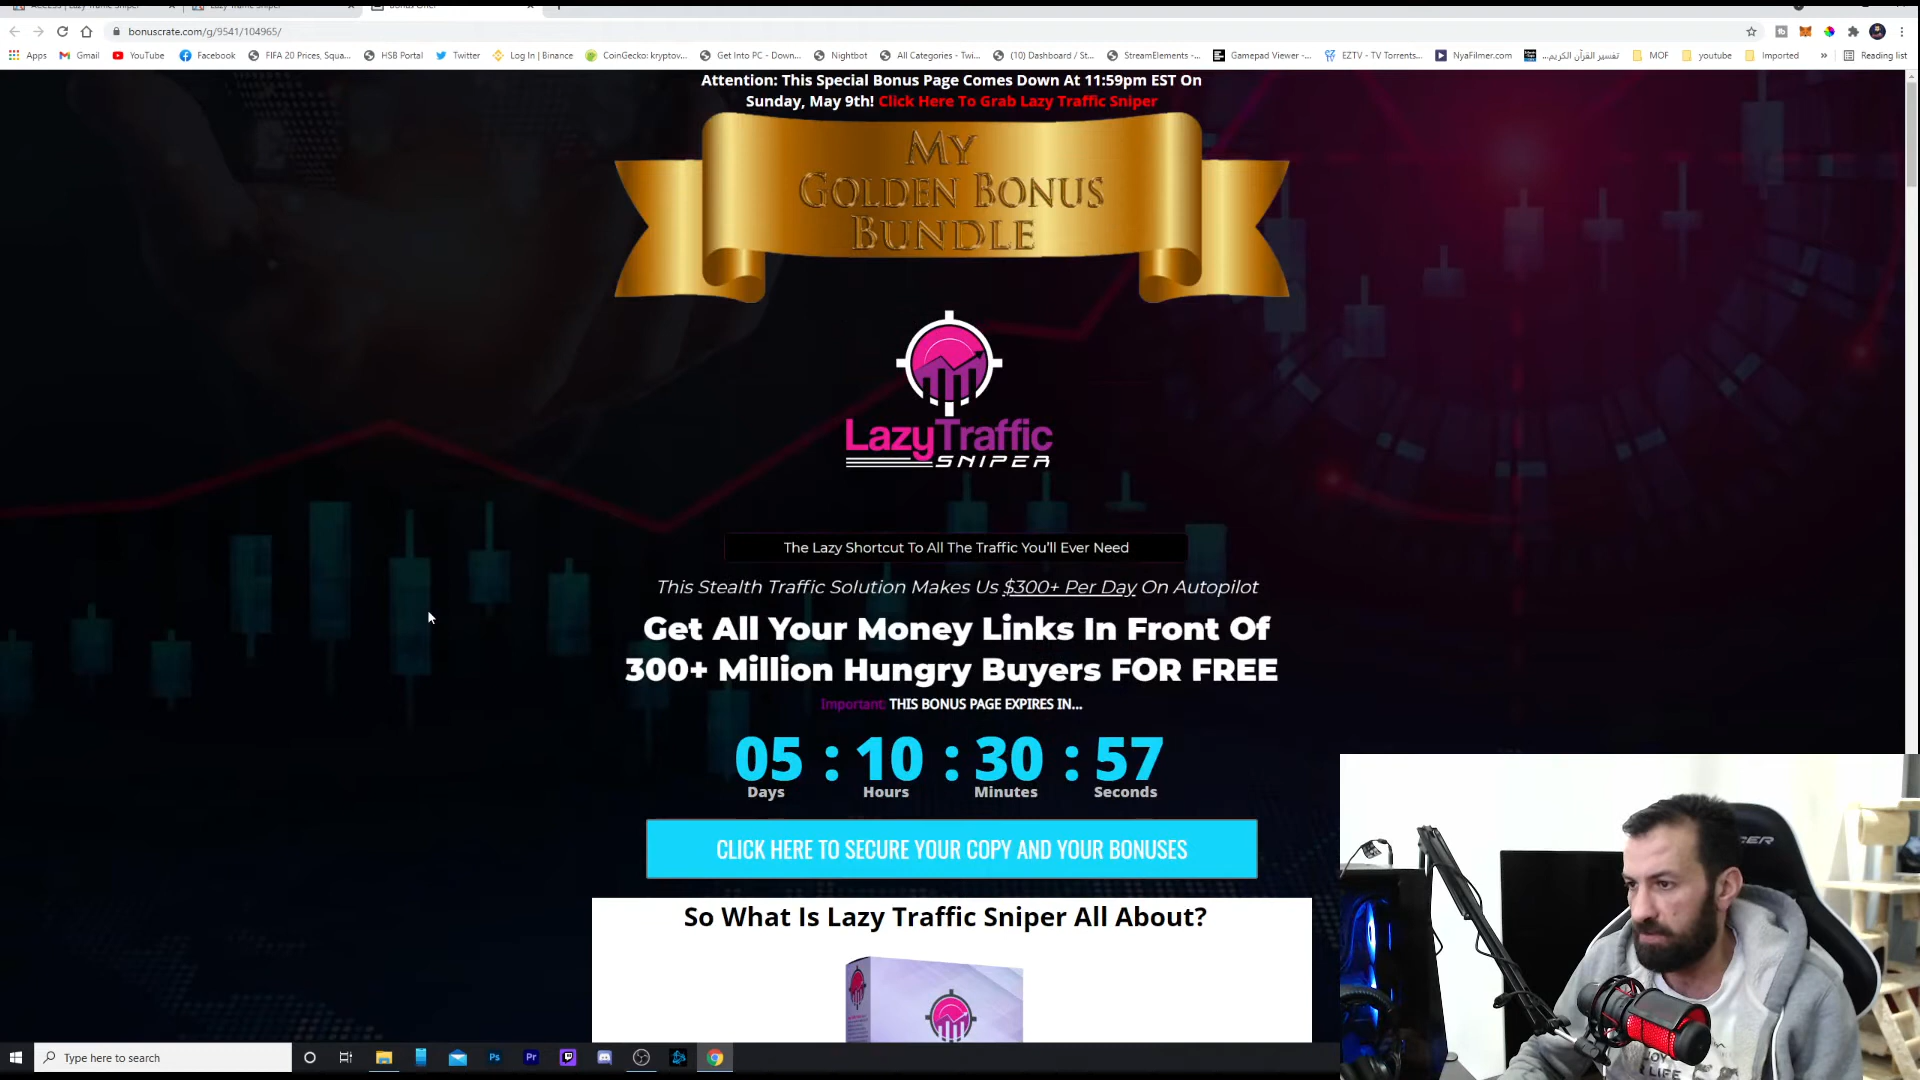 bonuscrate.com/g/9541/104965/
Apps Gmail YouTube Facebook FIFA 20 Prices, Squa... HSB Portal Twitter Log In | Binance CoinGecko: kryptov... Get Into PC - Down... Nightbot All Categories - Twi... (10) Dashboard / St... StreamElements -... Gamepad Viewer -... EZTV - TV Torrents... NyaFilmer.com تفسير القرآن الكريم... MOF youtube Imported » Reading list
Attention: This Special Bonus Page Comes Down At 11:59pm EST On
Sunday, May 9th! Click Here To Grab Lazy Traffic Sniper
My
Golden Bonus
Bundle
LazyTraffic
SNIPER
The Lazy Shortcut To All The Traffic You'll Ever Need
This Stealth Traffic Solution Makes Us $300+ Per Day On Autopilot
Get All Your Money Links In Front Of
300+ Million Hungry Buyers FOR FREE
Important: THIS BONUS PAGE EXPIRES IN...
05 : 10 : 30 : 57
Days Hours Minutes Seconds
CLICK HERE TO SECURE YOUR COPY AND YOUR BONUSES
So What Is Lazy Traffic Sniper All About?
Type here to search
Ps Pr